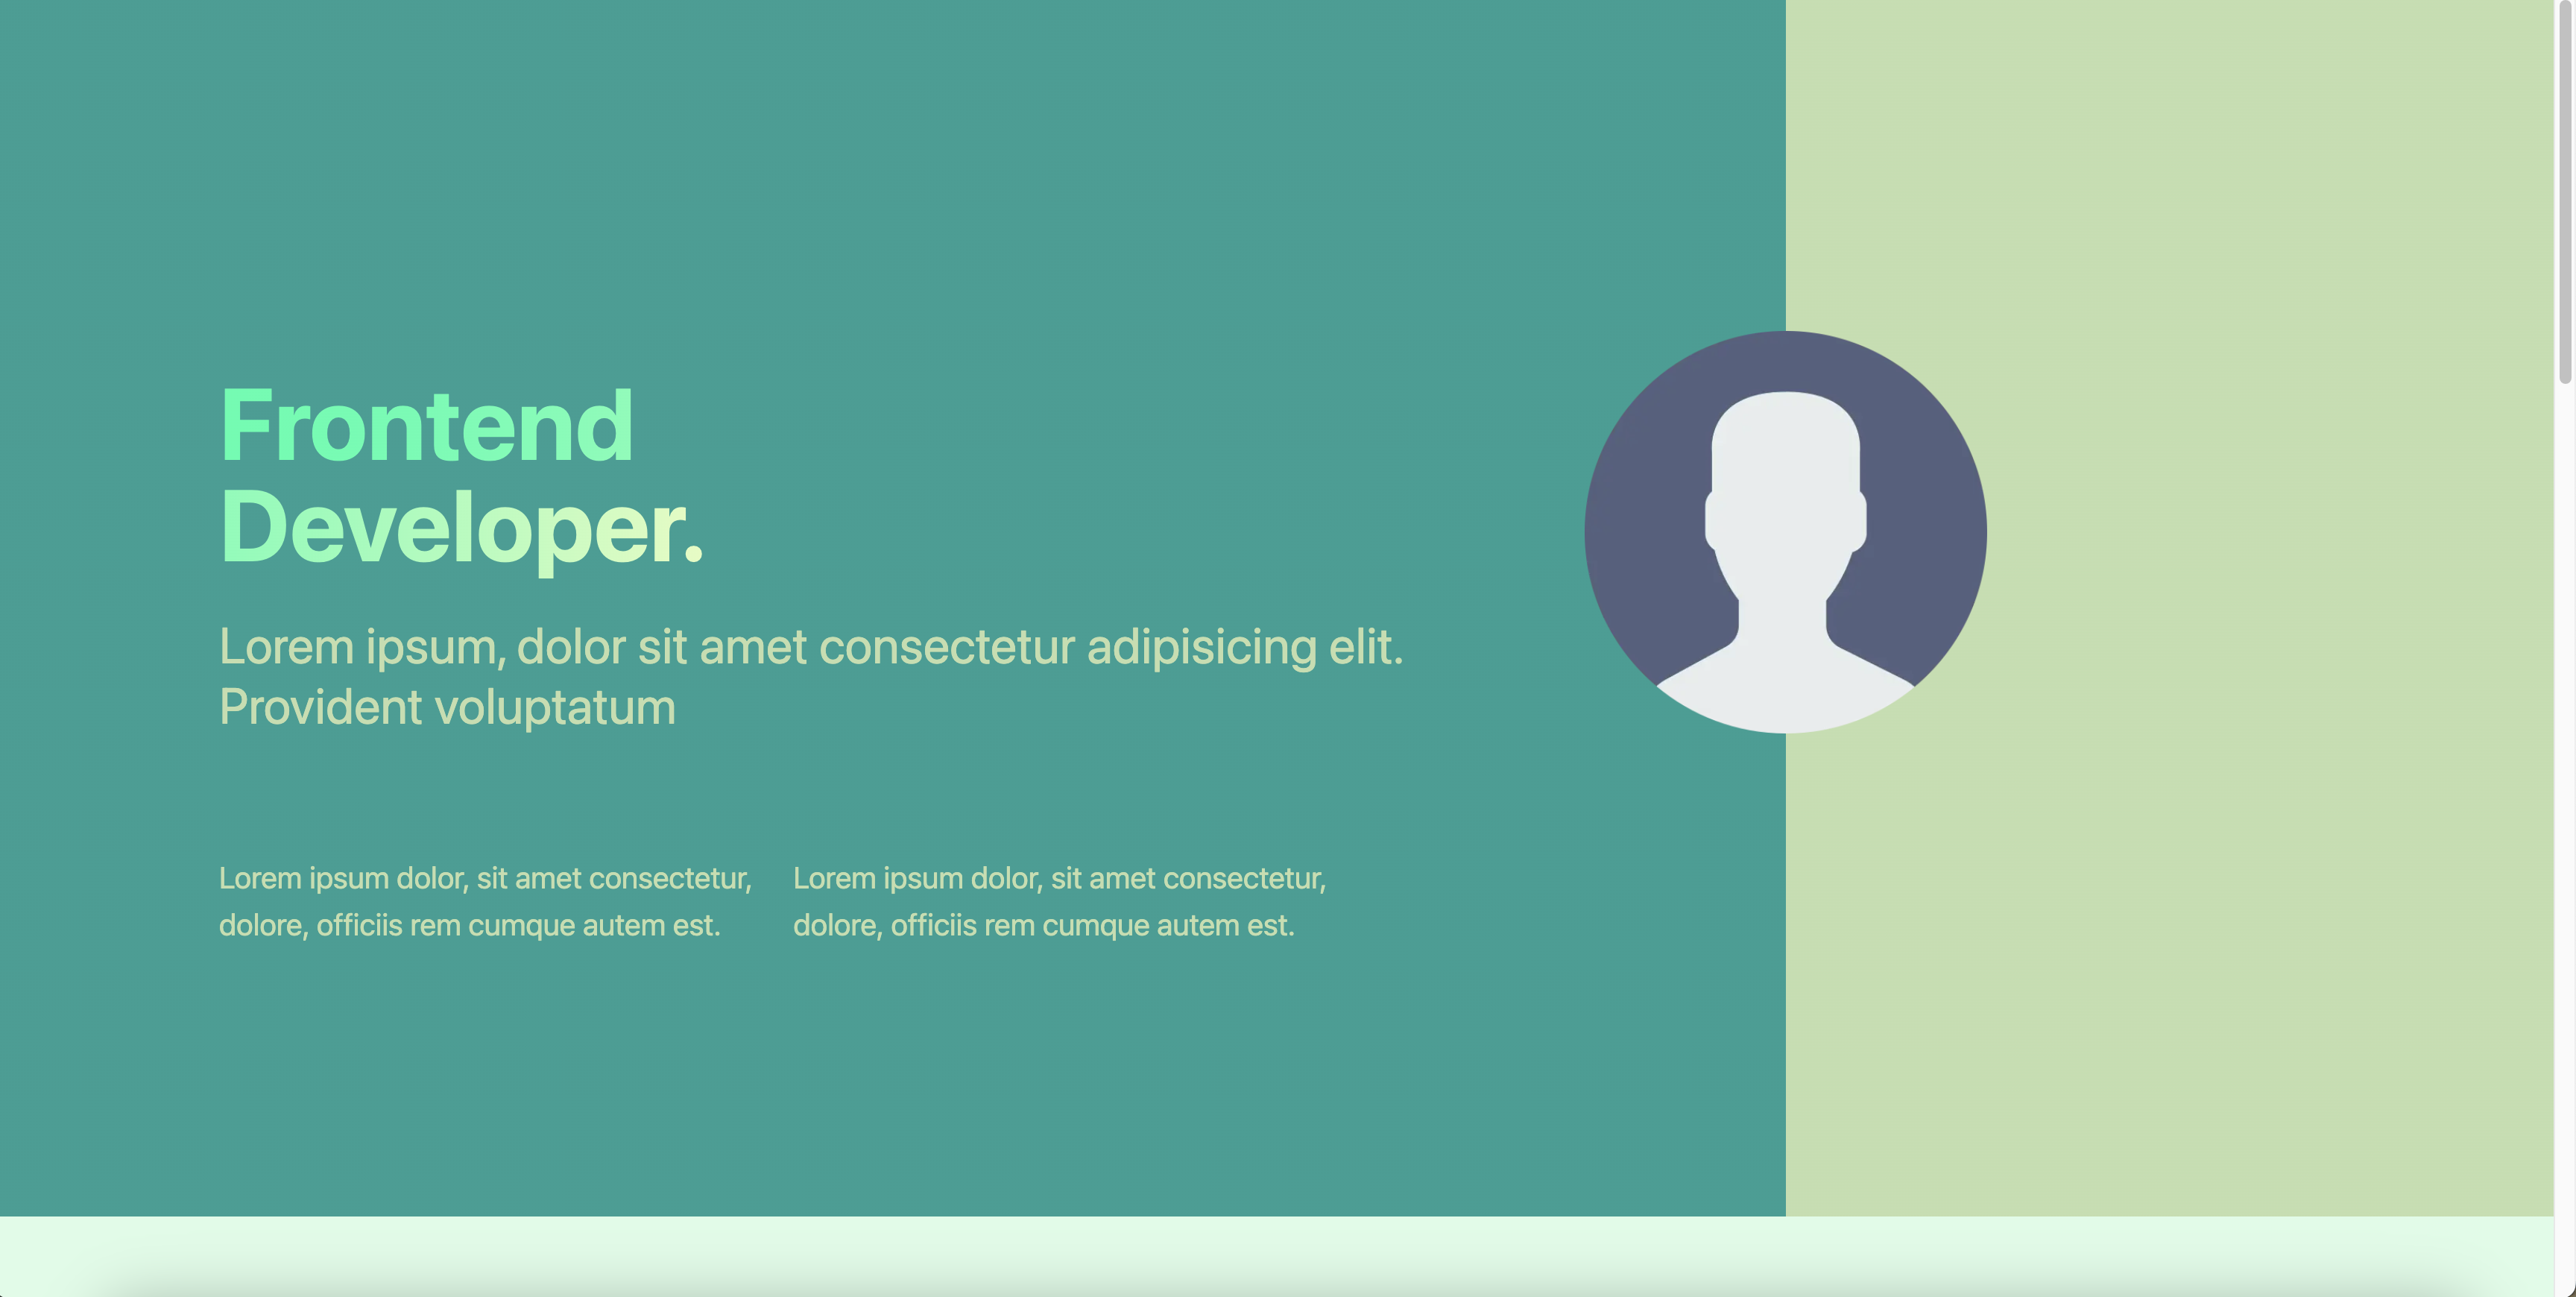 Frontend
Developer.
Lorem ipsum, dolor sit amet consectetur adipisicing elit.
Provident voluptatum
Lorem ipsum dolor, sit amet consectetur,
dolore, officiis rem cumque autem est.
Lorem ipsum dolor, sit amet consectetur,
dolore, officiis rem cumque autem est.